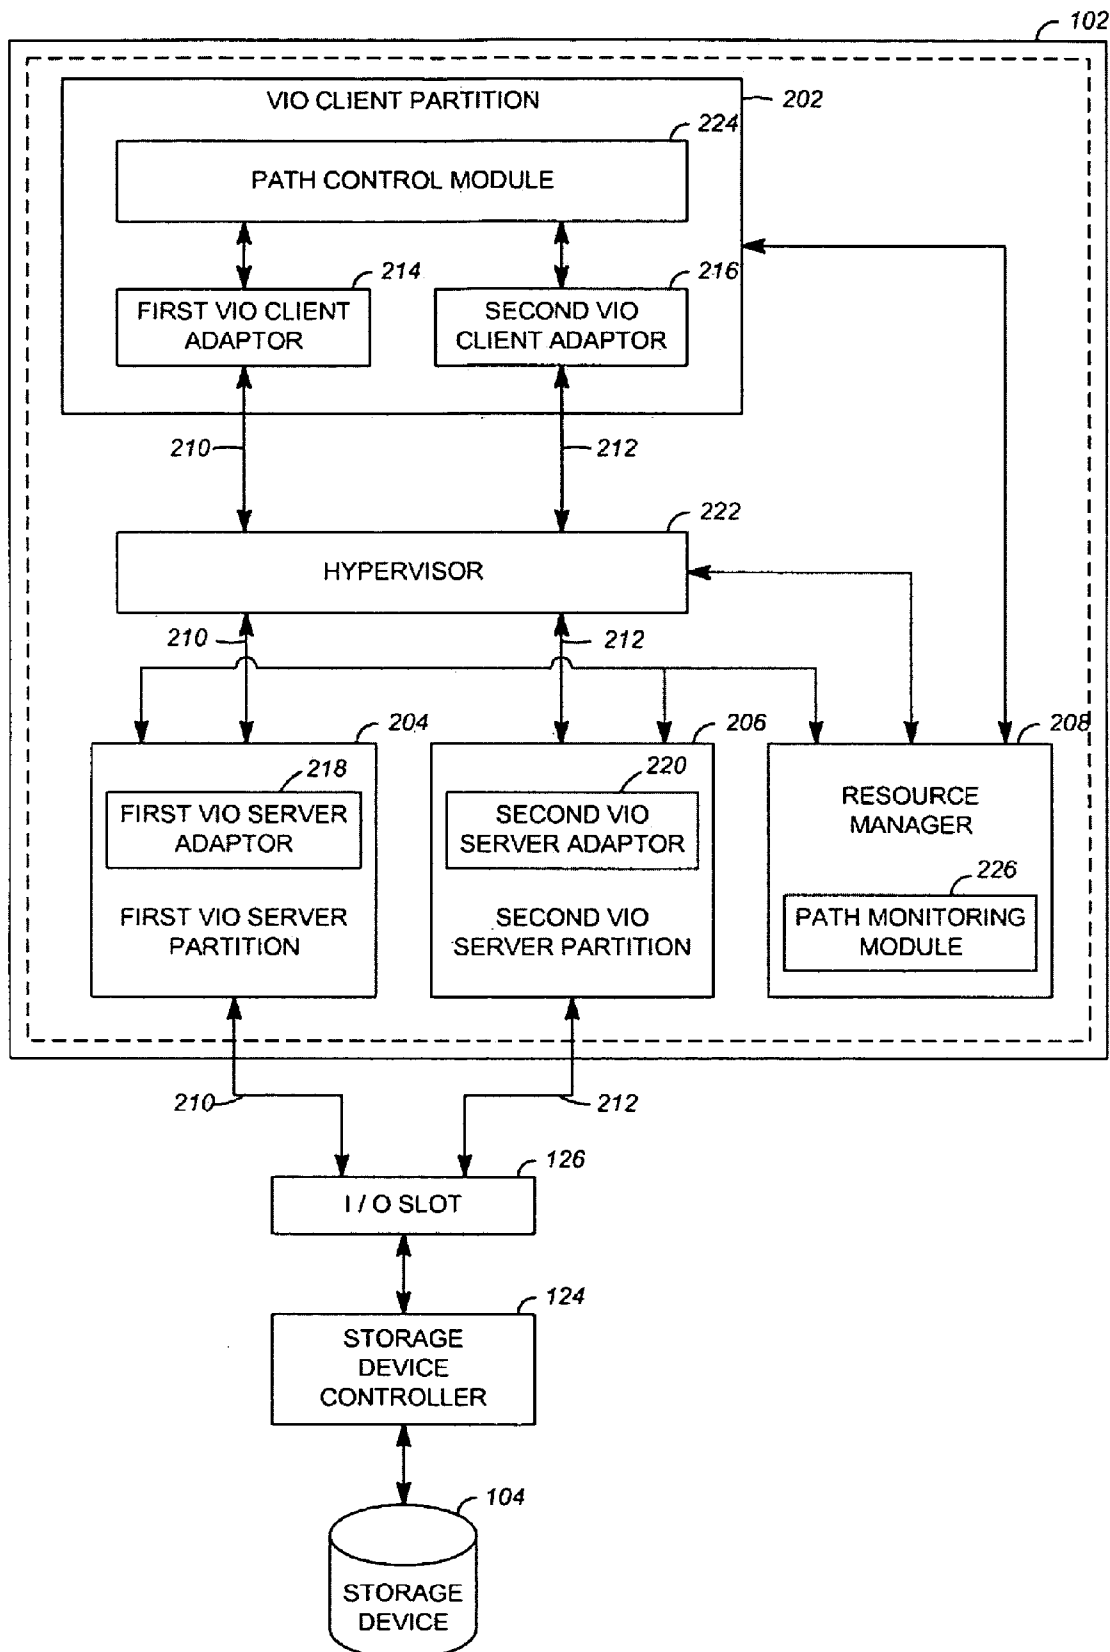 102
VIO CLIENT PARTITION
202
224
PATH CONTROL MODULE
214
216
FIRST VIO CLIENT
ADAPTOR
SECOND VIO
CLIENT ADAPTOR
210
212
222
HYPERVISOR
210
212
204
206
208
218
220
FIRST VIO SERVER
ADAPTOR
SECOND VIO
SERVER ADAPTOR
RESOURCE
MANAGER
226
FIRST VIO SERVER
PARTITION
SECOND VIO
SERVER PARTITION
PATH MONITORING
MODULE
210
212
126
I / O SLOT
124
STORAGE
DEVICE
CONTROLLER
104
STORAGE
DEVICE